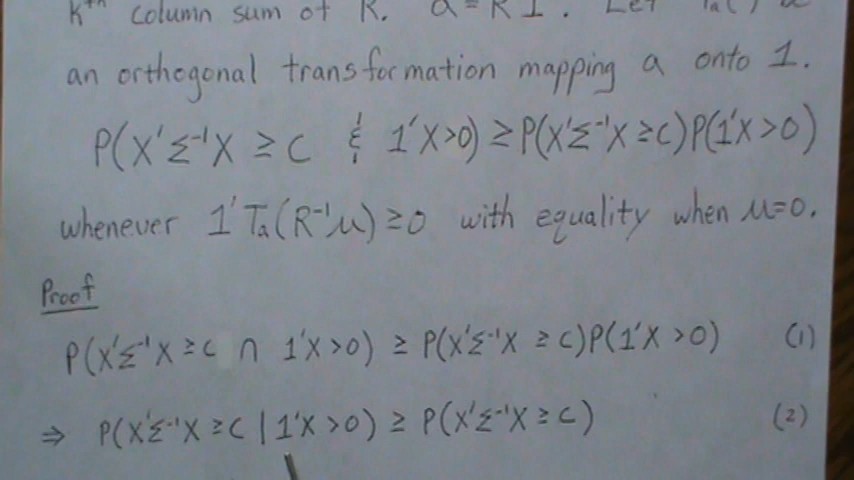 kth column sum of R. a = R'1. Let Ta( ) be
an orthogonal transformation mapping a onto 1.
P(X'Σ⁻¹X ≥ C & 1'X>0) ≥ P(X'Σ⁻¹X ≥ C)P(1'X>0)
whenever 1'Ta(R⁻¹μ) ≥ 0 with equality when μ=0.
Proof
P(X'Σ⁻¹X ≥ C ∩ 1'X>0) ≥ P(X'Σ⁻¹X ≥ C)P(1'X>0) (1)
⇒ P(X'Σ⁻¹X ≥ C | 1'X>0) ≥ P(X'Σ⁻¹X ≥ C) (2)